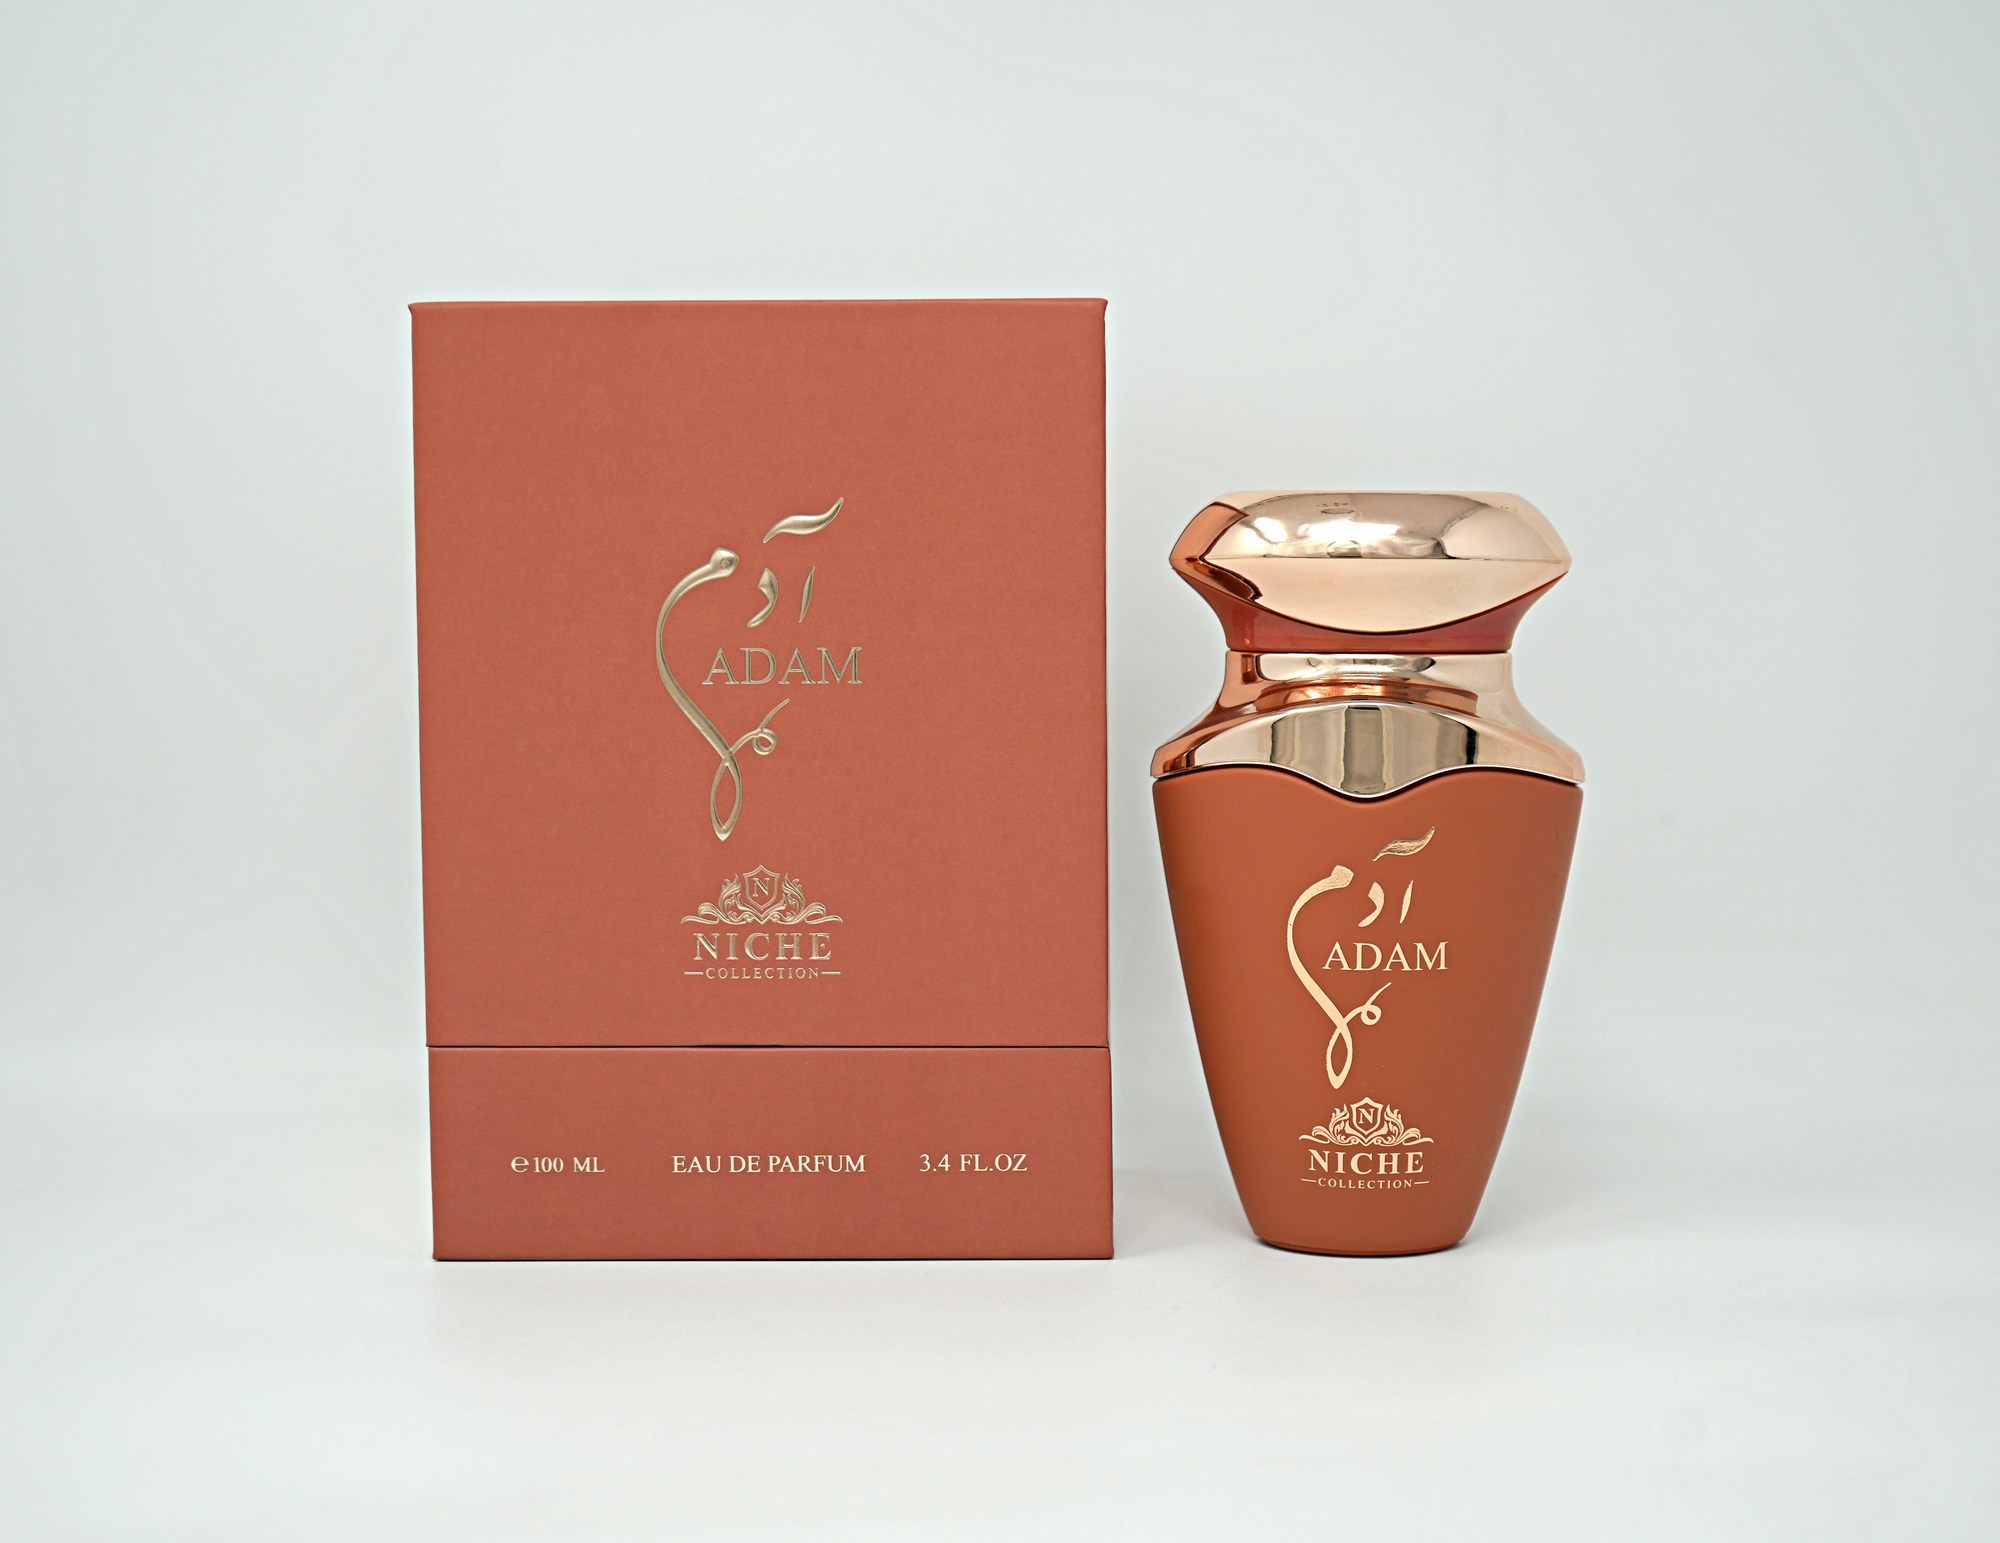 آدم
ADAM
N
NICHE
COLLECTION
℮100 ML EAU DE PARFUM 3.4 FL.OZ
آدم
ADAM
N
NICHE
COLLECTION